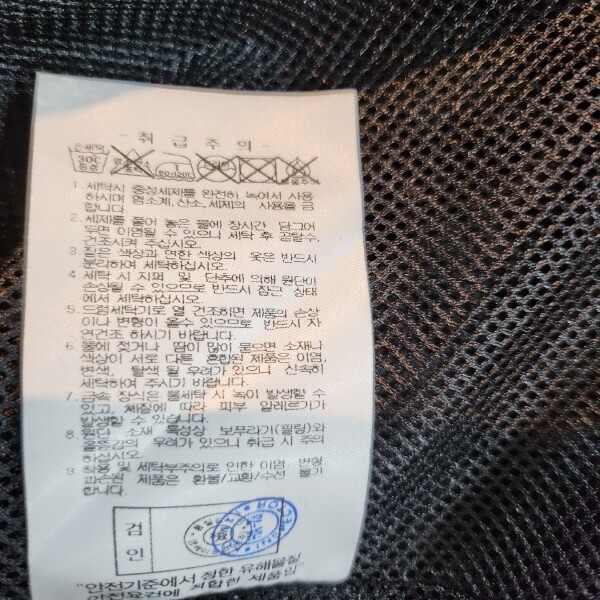 - 취 급 주 의 -
손세탁
30℃
중성
80~120℃
1. 세탁시 중성세제를 완전히 녹여서 사용
하시며 염소계, 산소, 세제의 사용을 금
합니다
2. 세제를 풀어 놓은 물에 장시간 담그어
두면 이염될 수 있으니 세탁 후 곧탈수,
건조시켜 주십시오.
3. 짙은 색상과 연한 색상의 옷은 반드시
분리하여 세탁하십시오.
4. 세탁 시 지퍼 및 단추에 의해 원단이
손상될 수 있으므로 반드시 잠근 상태
에서 세탁하십시오.
5. 드럼세탁기로 열 건조하면 제품의 손상
이나 변형이 올수 있으므로 반드시 자
연건조 하시기 바랍니다.
6. 물에 젖거나 땀이 많이 묻으면 소재나
색상이 서로 다른 혼합된 제품은 이염,
변색, 탈색 될 우려가 있으니 신속히
세탁하여 주시기 바랍니다.
7. 금속 장식은 물세탁 시 녹이 발생할 수
있고, 체질에 따라 피부 알레르기가
발생할 수 있습니다.
8. 원단 소재 특성상 보푸라기(필링)와
올뜯김의 우려가 있으니 취급 시 주의
하십시오.
9. 착용 및 세탁부주의로 인한 이염, 변형
파손된 제품은 환불/교환/수선 불가
합니다.
검
인
"안전기준에서 정한 유해물질
안전요건에 적합한 제품임"